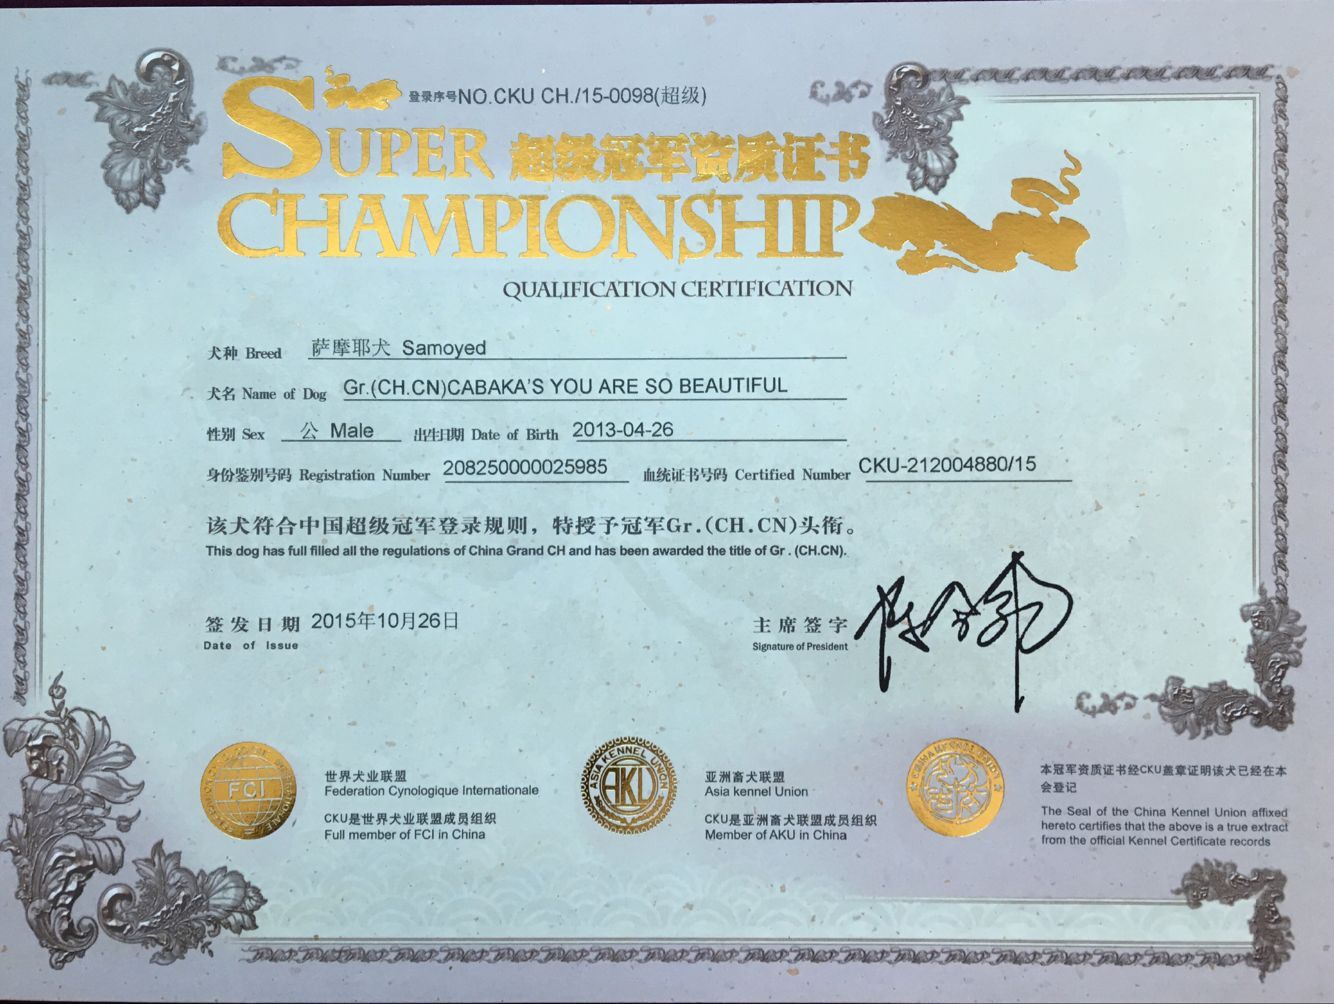 登录序号NO.CKU CH./15-0098(超级)
SUPER 超级冠军资质证书
CHAMPIONSHIP
QUALIFICATION CERTIFICATION
犬种 Breed 萨摩耶犬 Samoyed
犬名 Name of Dog Gr.(CH.CN)CABAKA'S YOU ARE SO BEAUTIFUL
性别 Sex 公 Male 出生日期 Date of Birth 2013-04-26
身份鉴别号码 Registration Number 208250000025985 血统证书号码 Certified Number CKU-212004880/15
该犬符合中国超级冠军登录规则，特授予冠军Gr.(CH.CN)头衔。
This dog has full filled all the regulations of China Grand CH and has been awarded the title of Gr . (CH.CN).
签发日期 2015年10月26日 主席签字
Date of Issue Signature of President
FCI
世界犬业联盟
Federation Cynologique Internationale
CKU是世界犬业联盟成员组织
Full member of FCI in China
ASIA KENNEL UNION
AKU
亚洲畜犬联盟
Asia kennel Union
CKU是亚洲畜犬联盟成员组织
Member of AKU in China
本冠军资质证书经CKU盖章证明该犬已经在本
会登记
The Seal of the China Kennel Union affixed
hereto certifies that the above is a true extract
from the official Kennel Certificate records